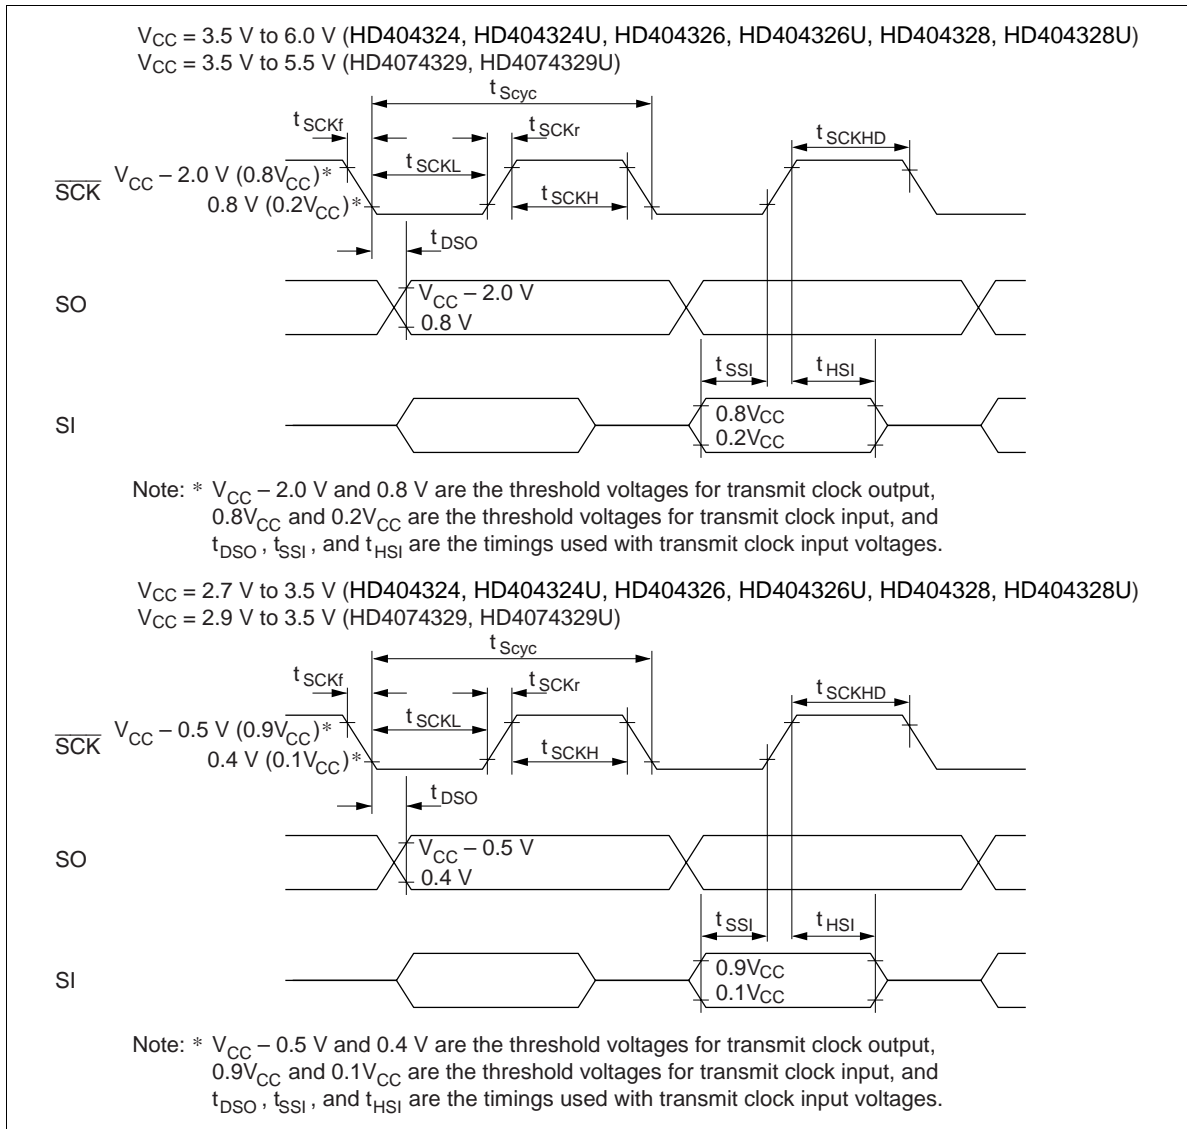 VCC = 3.5 V to 6.0 V (HD404324, HD404324U, HD404326, HD404326U, HD404328, HD404328U)
VCC = 3.5 V to 5.5 V (HD4074329, HD4074329U)
tScyc
tSCKf
tSCKr
tSCKHD
tSCKL
SCK
VCC – 2.0 V (0.8VCC)*
tSCKH
0.8 V (0.2VCC)*
tDSO
SO
VCC – 2.0 V
0.8 V
tSSI
tHSI
SI
0.8VCC
0.2VCC
Note: * VCC – 2.0 V and 0.8 V are the threshold voltages for transmit clock output,
0.8VCC and 0.2VCC are the threshold voltages for transmit clock input, and
tDSO, tSSI, and tHSI are the timings used with transmit clock input voltages.
VCC = 2.7 V to 3.5 V (HD404324, HD404324U, HD404326, HD404326U, HD404328, HD404328U)
VCC = 2.9 V to 3.5 V (HD4074329, HD4074329U)
tScyc
tSCKf
tSCKr
tSCKHD
tSCKL
SCK
VCC – 0.5 V (0.9VCC)*
tSCKH
0.4 V (0.1VCC)*
tDSO
SO
VCC – 0.5 V
0.4 V
tSSI
tHSI
SI
0.9VCC
0.1VCC
Note: * VCC – 0.5 V and 0.4 V are the threshold voltages for transmit clock output,
0.9VCC and 0.1VCC are the threshold voltages for transmit clock input, and
tDSO, tSSI, and tHSI are the timings used with transmit clock input voltages.